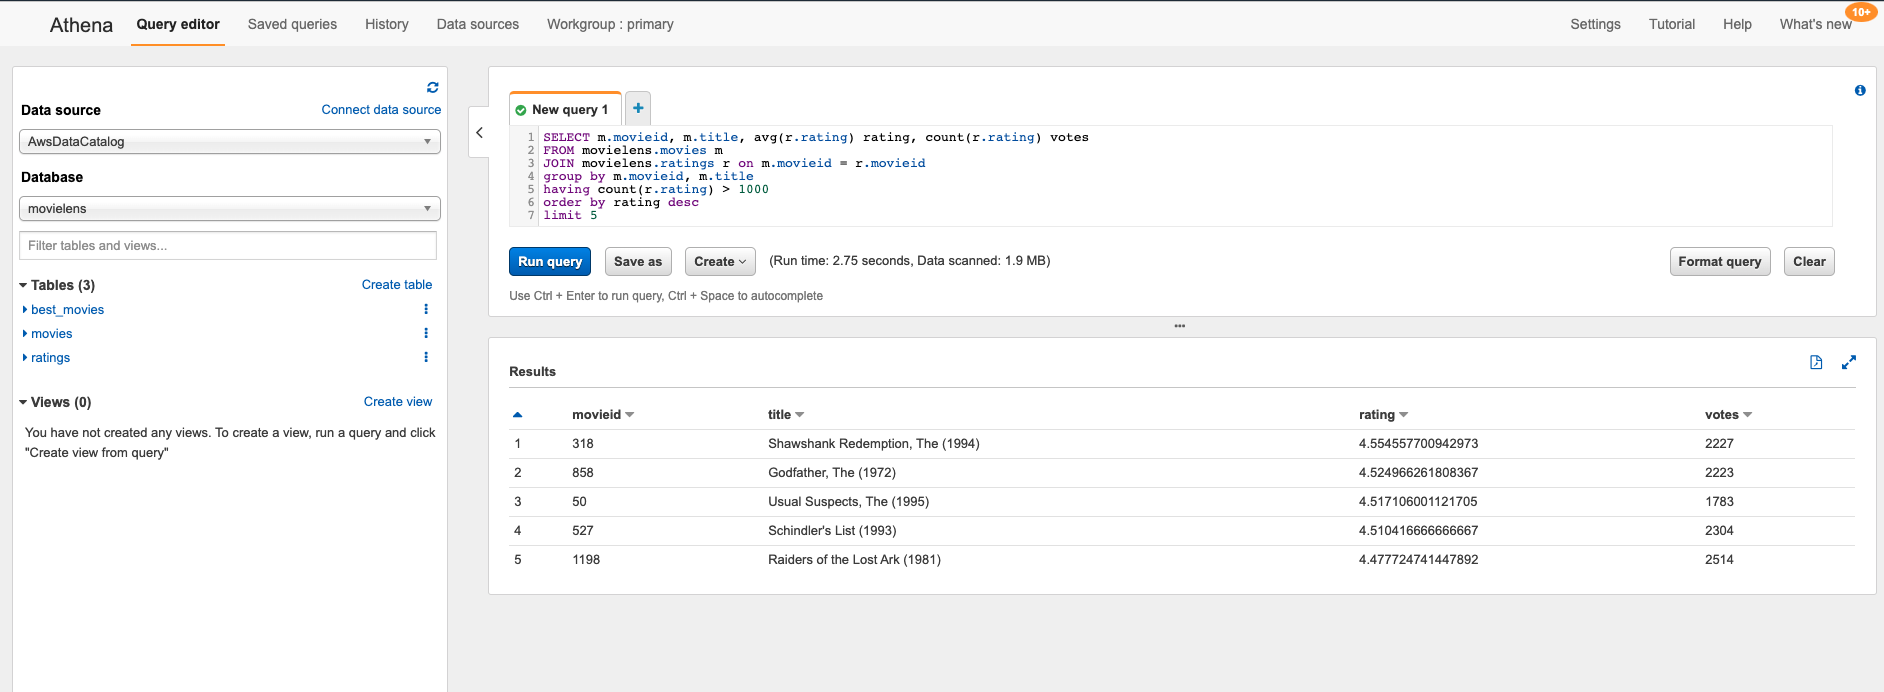 Athena Query editor Saved queries History Data sources Workgroup : primary Settings Tutorial Help What's new 10+
Data source Connect data source
AwsDataCatalog
Database
movielens
Filter tables and views...
Tables (3) Create table
best_movies
movies
ratings
Views (0) Create view
You have not created any views. To create a view, run a query and click
"Create view from query"
New query 1 +
1 SELECT m.movieid, m.title, avg(r.rating) rating, count(r.rating) votes
2 FROM movielens.movies m
3 JOIN movielens.ratings r on m.movieid = r.movieid
4 group by m.movieid, m.title
5 having count(r.rating) > 1000
6 order by rating desc
7 limit 5
Run query Save as Create (Run time: 2.75 seconds, Data scanned: 1.9 MB) Format query Clear
Use Ctrl + Enter to run query, Ctrl + Space to autocomplete
Results
movieid title rating votes
1 318 Shawshank Redemption, The (1994) 4.554557700942973 2227
2 858 Godfather, The (1972) 4.524966261808367 2223
3 50 Usual Suspects, The (1995) 4.517106001121705 1783
4 527 Schindler's List (1993) 4.510416666666667 2304
5 1198 Raiders of the Lost Ark (1981) 4.477724741447892 2514